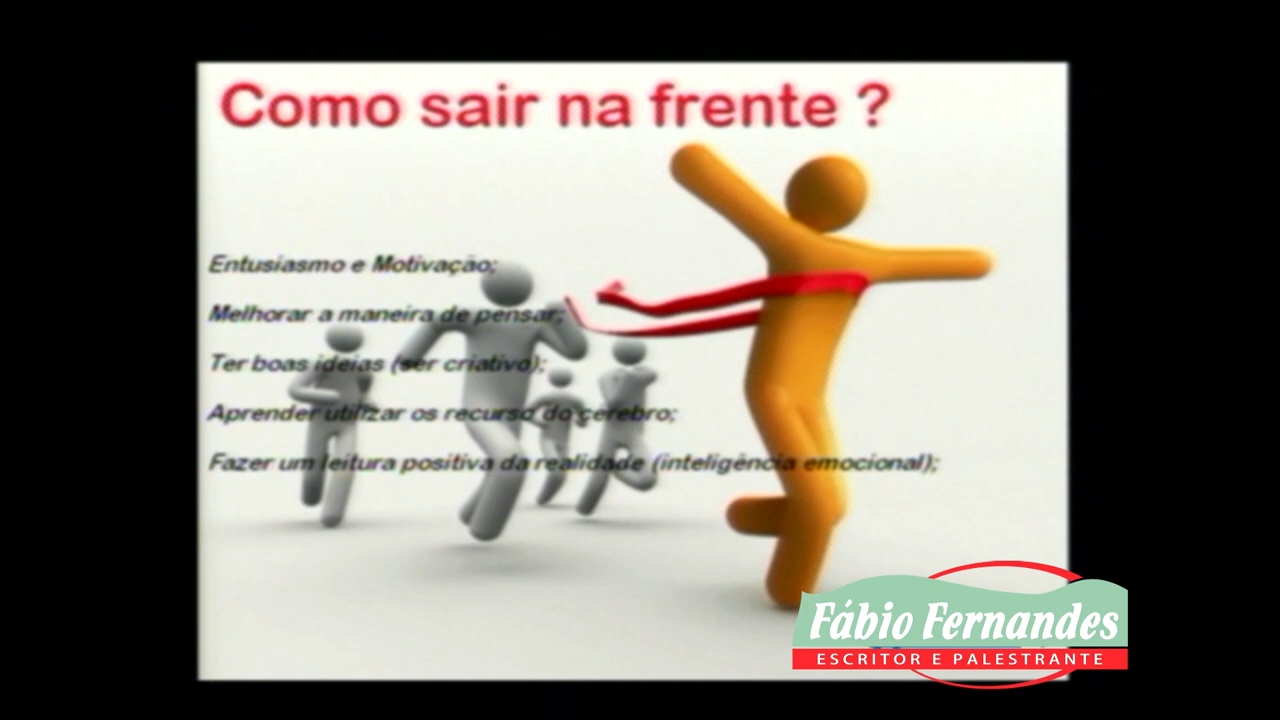 Como sair na frente ?
Entusiasmo e Motivação;
Melhorar a maneira de pensar;
Ter boas ideias (ser criativo);
Aprender utilizar os recurso do cerebro;
Fazer um leitura positiva da realidade (inteligência emocional);
Fábio Fernandes
ESCRITOR E PALESTRANTE